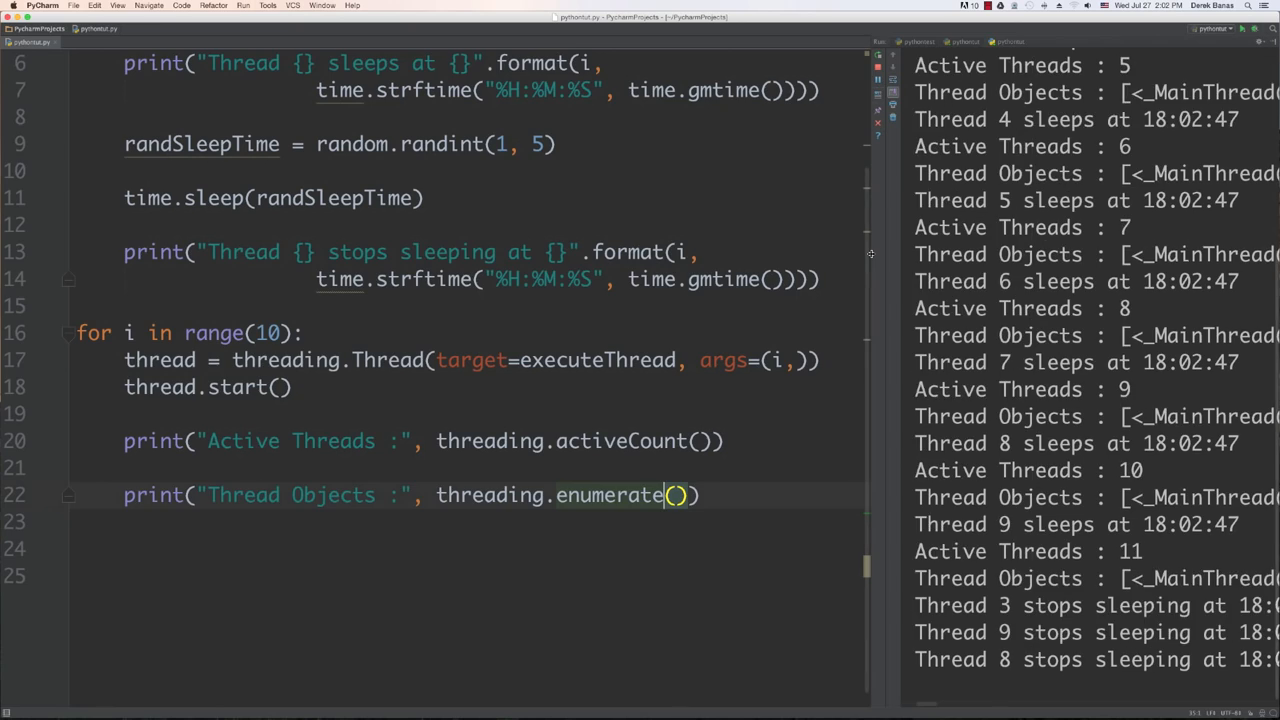 PyCharm File Edit View Navigate Code Refactor Run Tools VCS Window Help 10 Wed Jul 27 2:02 PM Derek Banas
pythontut.py - PycharmProjects - [~/PycharmProjects]
PycharmProjects pythontut.py pythontut
pythontut.py Run: pythontest pythontut pythontut
6 print("Thread {} sleeps at {}".format(i,
7 time.strftime("%H:%M:%S", time.gmtime())))
8
9 randSleepTime = random.randint(1, 5)
10
11 time.sleep(randSleepTime)
12
13 print("Thread {} stops sleeping at {}".format(i,
14 time.strftime("%H:%M:%S", time.gmtime())))
15
16 for i in range(10):
17 thread = threading.Thread(target=executeThread, args=(i,))
18 thread.start()
19
20 print("Active Threads :", threading.activeCount())
21
22 print("Thread Objects :", threading.enumerate())
23
24
25
Active Threads : 5
Thread Objects : [<_MainThread(
Thread 4 sleeps at 18:02:47
Active Threads : 6
Thread Objects : [<_MainThread(
Thread 5 sleeps at 18:02:47
Active Threads : 7
Thread Objects : [<_MainThread(
Thread 6 sleeps at 18:02:47
Active Threads : 8
Thread Objects : [<_MainThread(
Thread 7 sleeps at 18:02:47
Active Threads : 9
Thread Objects : [<_MainThread(
Thread 8 sleeps at 18:02:47
Active Threads : 10
Thread Objects : [<_MainThread(
Thread 9 sleeps at 18:02:47
Active Threads : 11
Thread Objects : [<_MainThread(
Thread 3 stops sleeping at 18:0
Thread 9 stops sleeping at 18:0
Thread 8 stops sleeping at 18:0
UTF-8